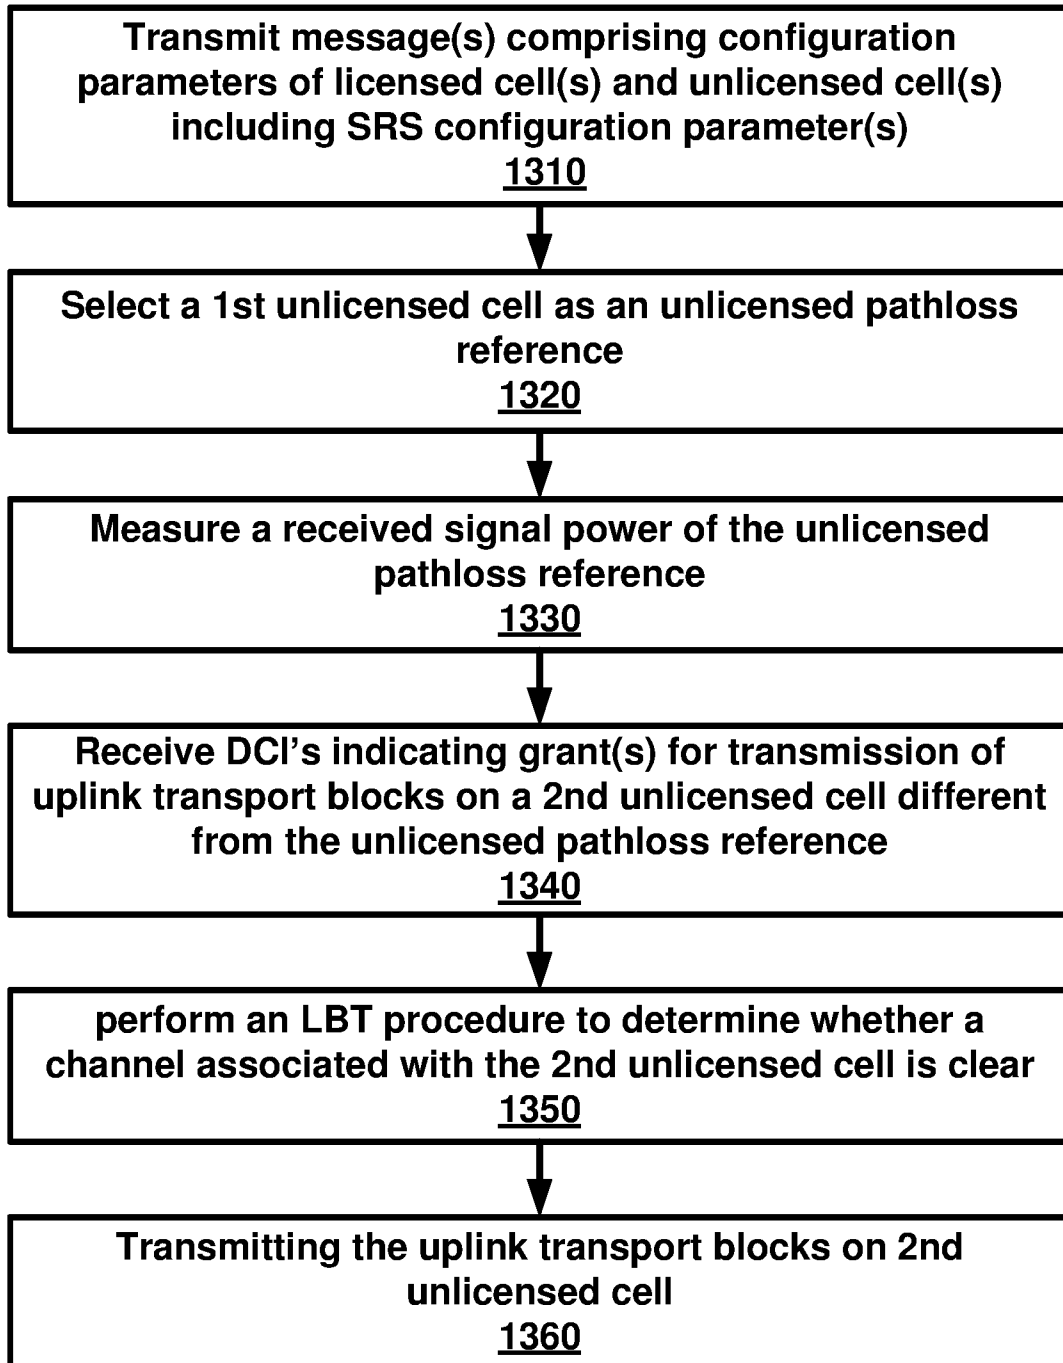 Transmit message(s) comprising configuration
parameters of licensed cell(s) and unlicensed cell(s)
including SRS configuration parameter(s)
1310
Select a 1st unlicensed cell as an unlicensed pathloss
reference
1320
Measure a received signal power of the unlicensed
pathloss reference
1330
Receive DCI’s indicating grant(s) for transmission of
uplink transport blocks on a 2nd unlicensed cell different
from the unlicensed pathloss reference
1340
perform an LBT procedure to determine whether a
channel associated with the 2nd unlicensed cell is clear
1350
Transmitting the uplink transport blocks on 2nd
unlicensed cell
1360